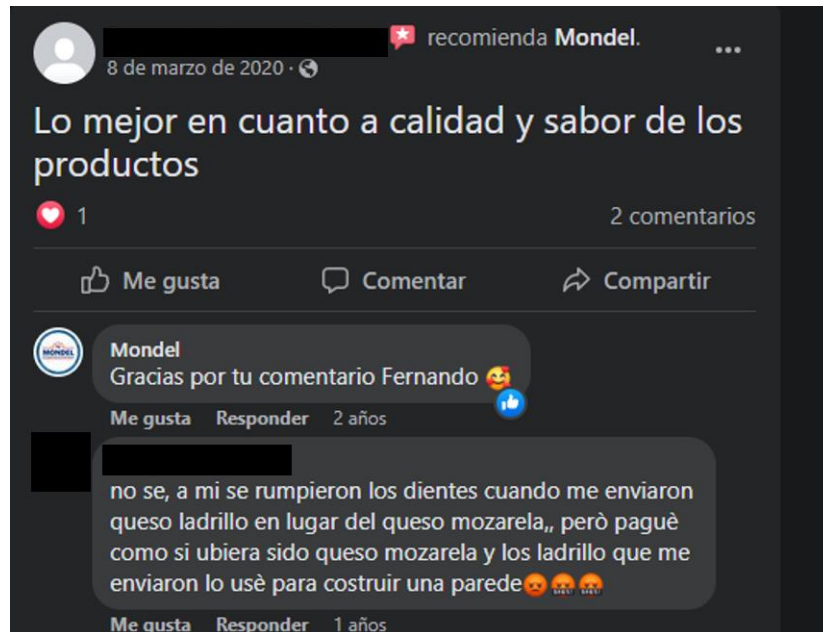 recomienda Mondel.
8 de marzo de 2020 ·
Lo mejor en cuanto a calidad y sabor de los
productos
1
2 comentarios
Me gusta Comentar Compartir
MONDEL
Mondel
Gracias por tu comentario Fernando 🥰
Me gusta Responder 2 años
no se, a mi se rumpieron los dientes cuando me enviaron
queso ladrillo en lugar del queso mozarela,, però paguè
como si ubiera sido queso mozarela y los ladrillo que me
enviaron lo usè para costruir una parede😡🤬🤬
Me gusta Responder 1 años